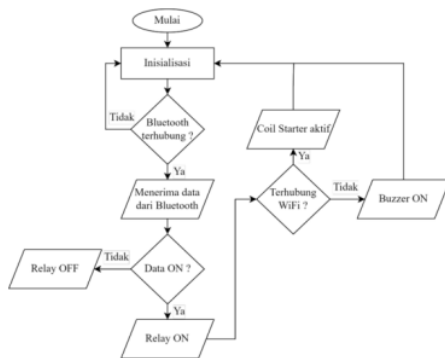 Mulai
Inisialisasi
Tidak
Bluetooth
terhubung ?
Ya
Menerima data
dari Bluetooth
Data ON ?
Tidak
Relay OFF
Ya
Relay ON
Coil Starter aktif
Ya
Terhubung
WiFi ?
Tidak
Buzzer ON